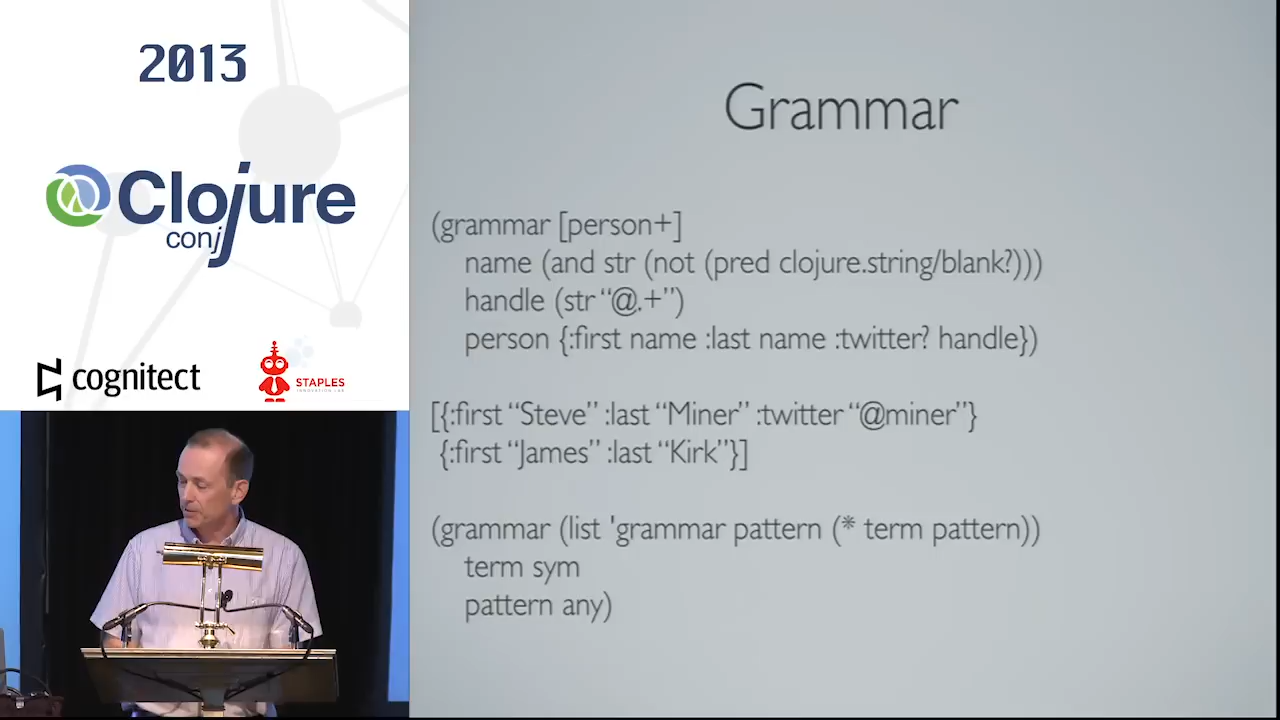 2013
Clojure
conj
cognitect
STAPLES
INNOVATION LAB
Grammar
(grammar [person+]
name (and str (not (pred clojure.string/blank?)))
handle (str “@.+”)
person {:first name :last name :twitter? handle})
[{:first “Steve” :last “Miner” :twitter “@miner”}
{:first “James” :last “Kirk”}]
(grammar (list 'grammar pattern (* term pattern))
term sym
pattern any)